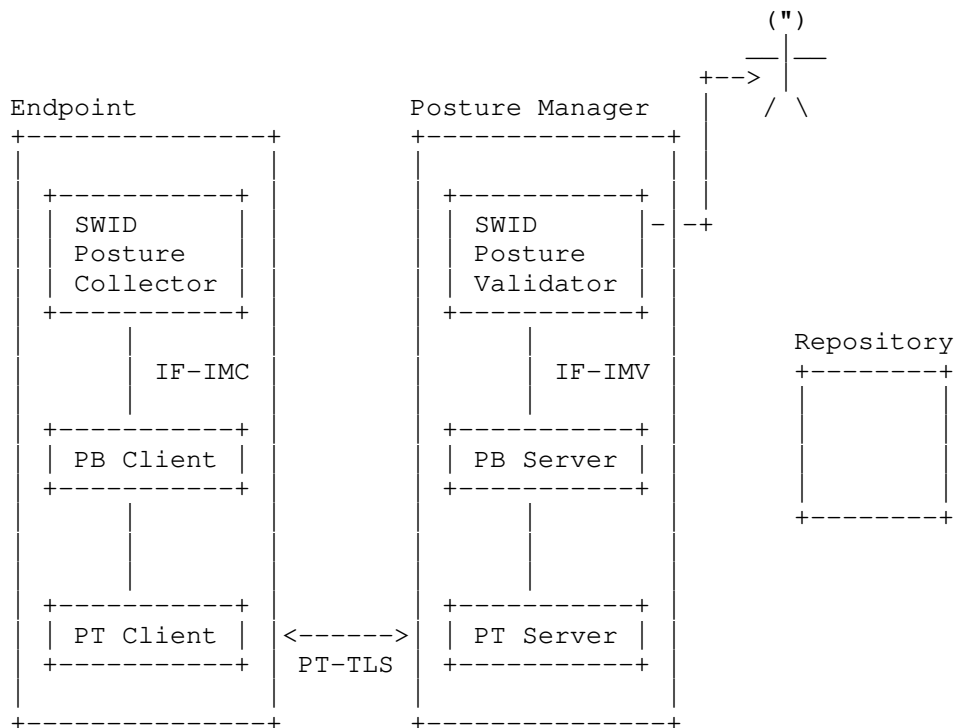 Endpoint
Posture Manager
SWID
Posture
Collector
SWID
Posture
Validator
IF-IMC
IF-IMV
Repository
PB Client
PB Server
PT Client
<------>
PT Server
PT-TLS